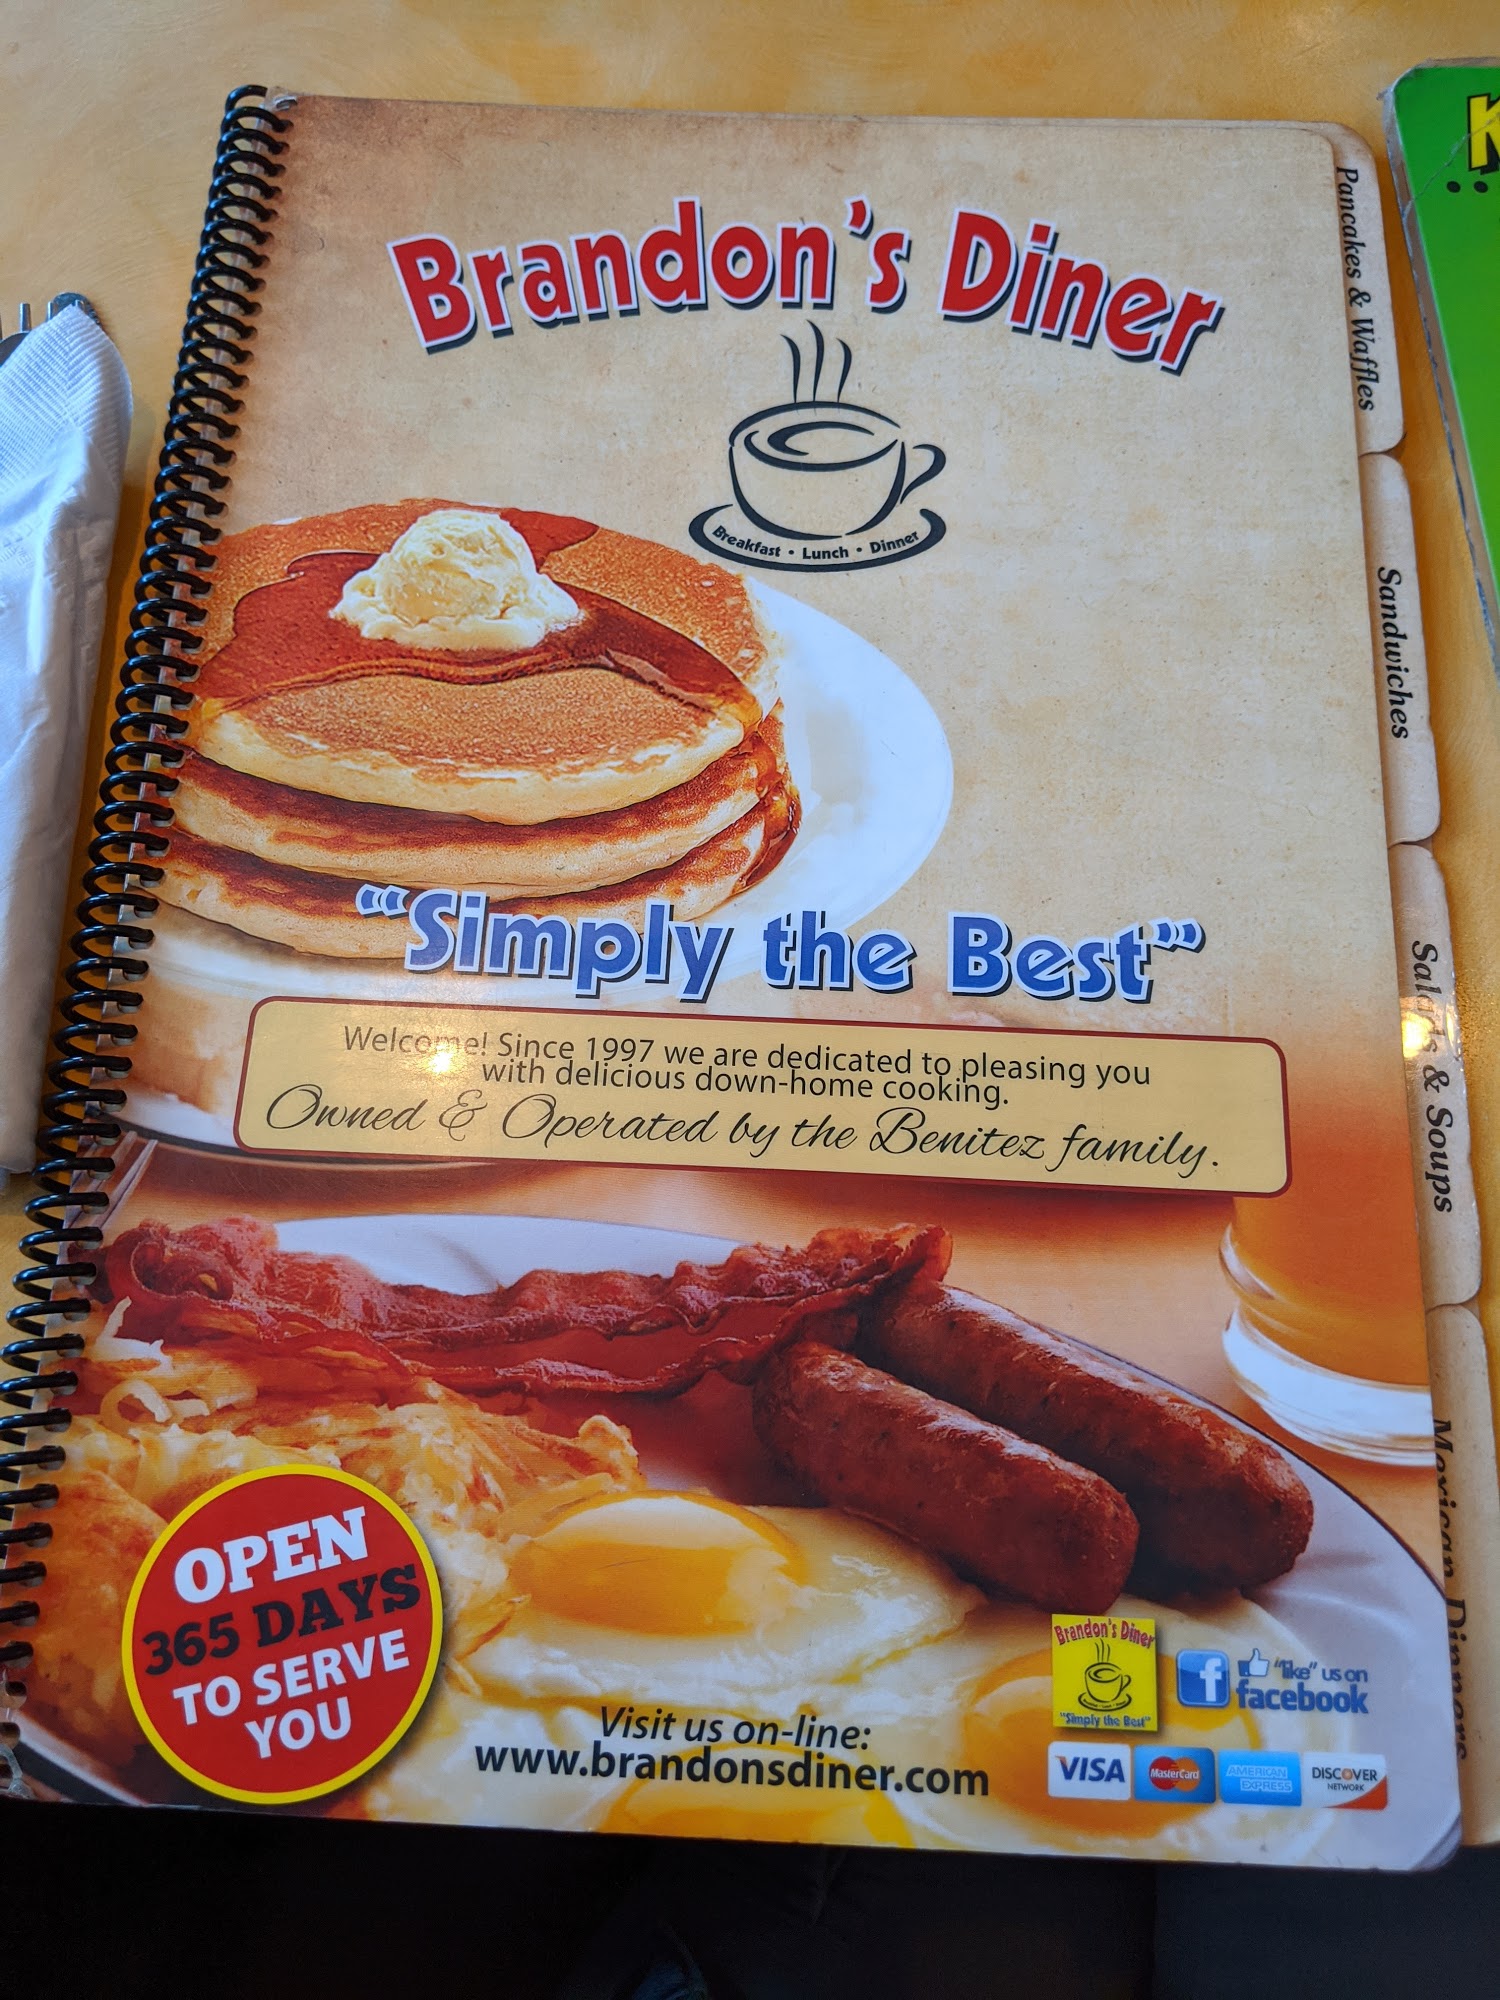 Brandon's Diner
Breakfast • Lunch • Dinner
"Simply the Best"
Welcome! Since 1997 we are dedicated to pleasing you
with delicious down-home cooking.
Owned & Operated by the Benitez family.
OPEN
365 DAYS
TO SERVE
YOU
Visit us on-line:
www.brandonsdiner.com
Brandon's Diner
"Simply the Best"
f
"like" us on
facebook
VISA
MasterCard
AMERICAN
EXPRESS
DISCOVER
NETWORK
Pancakes & Waffles
Sandwiches
Salads & Soups
Mexican Dinners
K